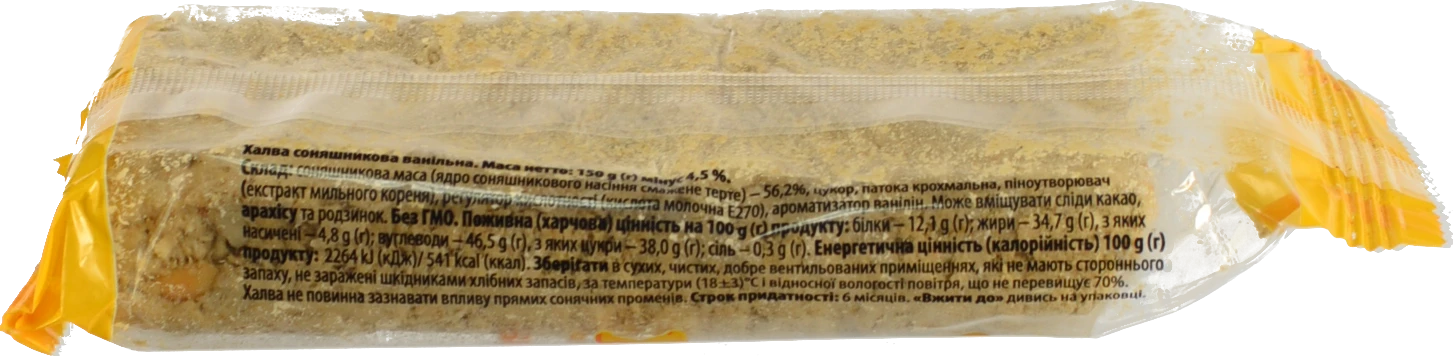 Халва соняшникова ванільна. Маса нетто: 150 g (г) мінус 4,5 %.
Склад: соняшникова маса (ядро соняшникового насіння смажене терте) – 56,2%, цукор, патока крохмальна, піноутворювач
(екстракт мильного кореня), регулятор кислотності (кислота молочна Е270), ароматизатор ванілін. Може вміщувати сліди какао,
арахісу та родзинок. Без ГМО. Поживна (харчова) цінність на 100 g (г) продукту: білки – 12,1 g (г); жири – 34,7 g (г), з яких
насичені – 4,8 g (г); вуглеводи – 46,5 g (г), з яких цукри – 38,0 g (г); сіль – 0,3 g (г). Енергетична цінність (калорійність) 100 g (г)
продукту: 2264 kJ (кДж)/ 541 kcal (ккал). Зберігати в сухих, чистих, добре вентильованих приміщеннях, які не мають стороннього
запаху, не заражені шкідниками хлібних запасів, за температури (18±3)°С і відносної вологості повітря, що не перевищує 70%.
Халва не повинна зазнавати впливу прямих сонячних променів. Строк придатності: 6 місяців. «Вжити до» дивись на упаковці.